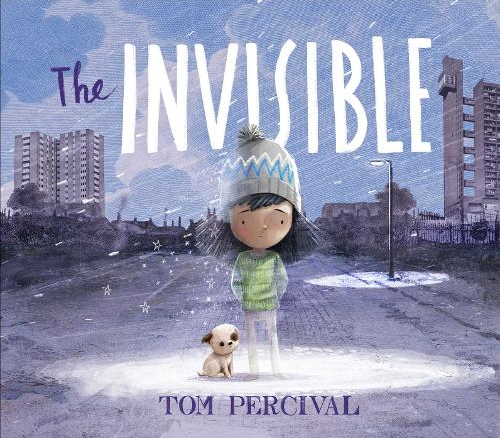 The INVISIBLE
TOM PERCIVAL